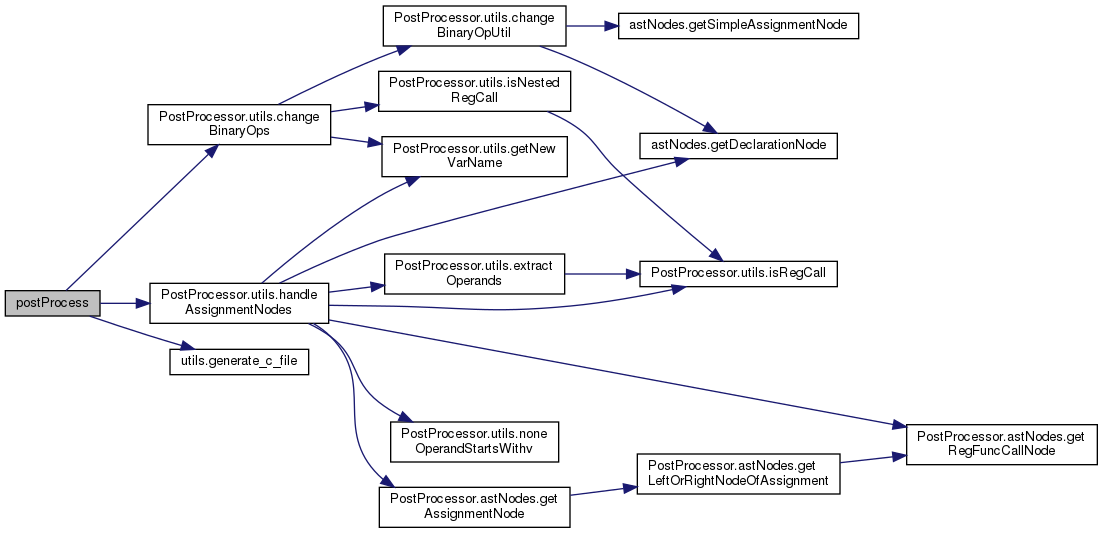 PostProcessor.utils.change
BinaryOpUtil
astNodes.getSimpleAssignmentNode
PostProcessor.utils.isNested
RegCall
PostProcessor.utils.change
BinaryOps
astNodes.getDeclarationNode
PostProcessor.utils.getNew
VarName
PostProcessor.utils.extract
Operands
PostProcessor.utils.isRegCall
postProcess
PostProcessor.utils.handle
AssignmentNodes
utils.generate_c_file
PostProcessor.utils.none
OperandStartsWithv
PostProcessor.astNodes.get
RegFuncCallNode
PostProcessor.astNodes.get
LeftOrRightNodeOfAssignment
PostProcessor.astNodes.get
AssignmentNode